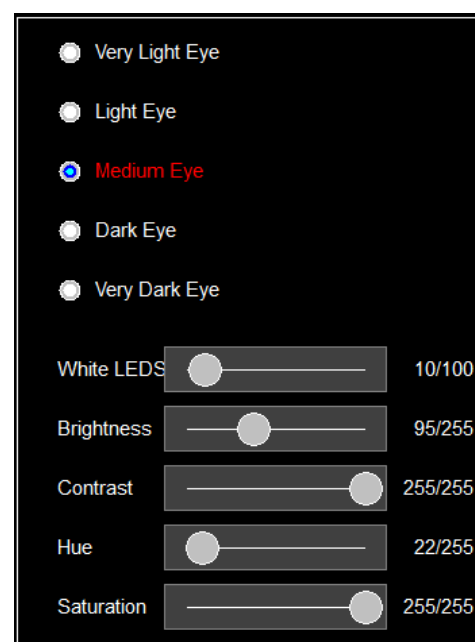 Very Light Eye
Light Eye
Medium Eye
Dark Eye
Very Dark Eye
White LEDS 10/100
Brightness 95/255
Contrast 255/255
Hue 22/255
Saturation 255/255